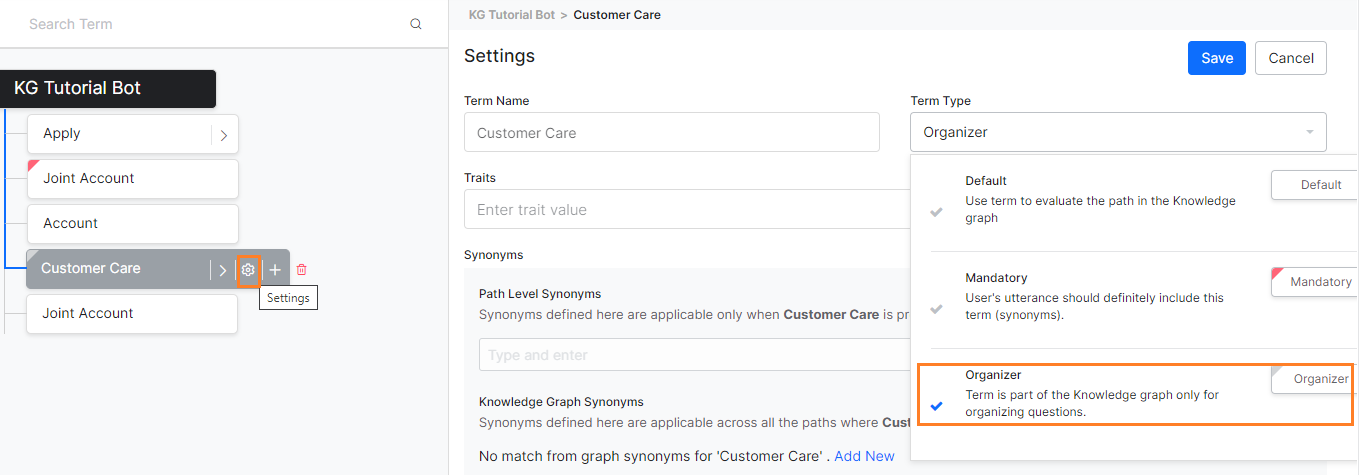 Search Term
KG Tutorial Bot
Apply
Joint Account
Account
Customer Care
Settings
Joint Account
KG Tutorial Bot > Customer Care
Settings
Save
Cancel
Term Name
Customer Care
Term Type
Organizer
Traits
Enter trait value
Default
Use term to evaluate the path in the Knowledge
graph
Default
Mandatory
User's utterance should definitely include this
term (synonyms).
Mandatory
Organizer
Term is part of the Knowledge graph only for
organizing questions.
Organizer
Synonyms
Path Level Synonyms
Synonyms defined here are applicable only when Customer Care is pr
Type and enter
Knowledge Graph Synonyms
Synonyms defined here are applicable across all the paths where Cust
No match from graph synonyms for 'Customer Care' . Add New